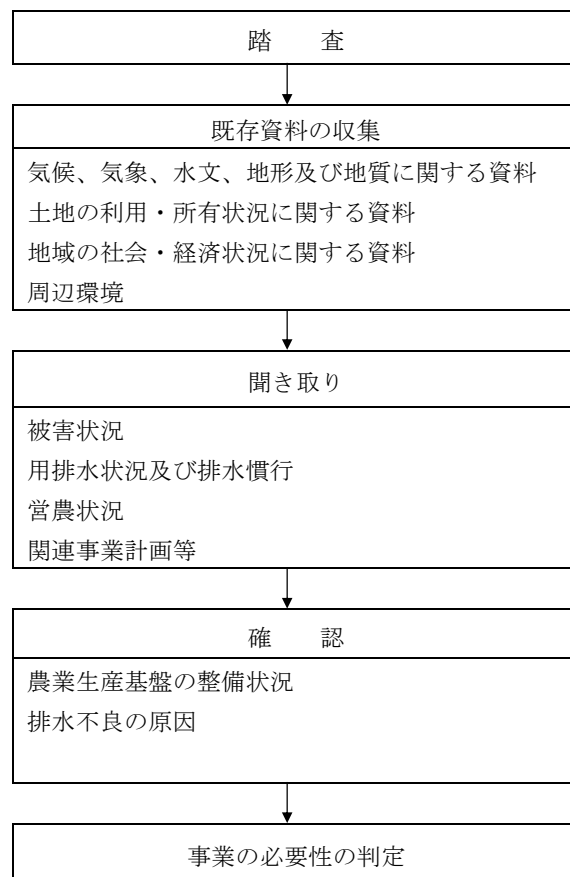 踏　　査
既存資料の収集
気候、気象、水文、地形及び地質に関する資料
土地の利用・所有状況に関する資料
地域の社会・経済状況に関する資料
周辺環境
聞き取り
被害状況
用排水状況及び排水慣行
営農状況
関連事業計画等
確　　認
農業生産基盤の整備状況
排水不良の原因
事業の必要性の判定